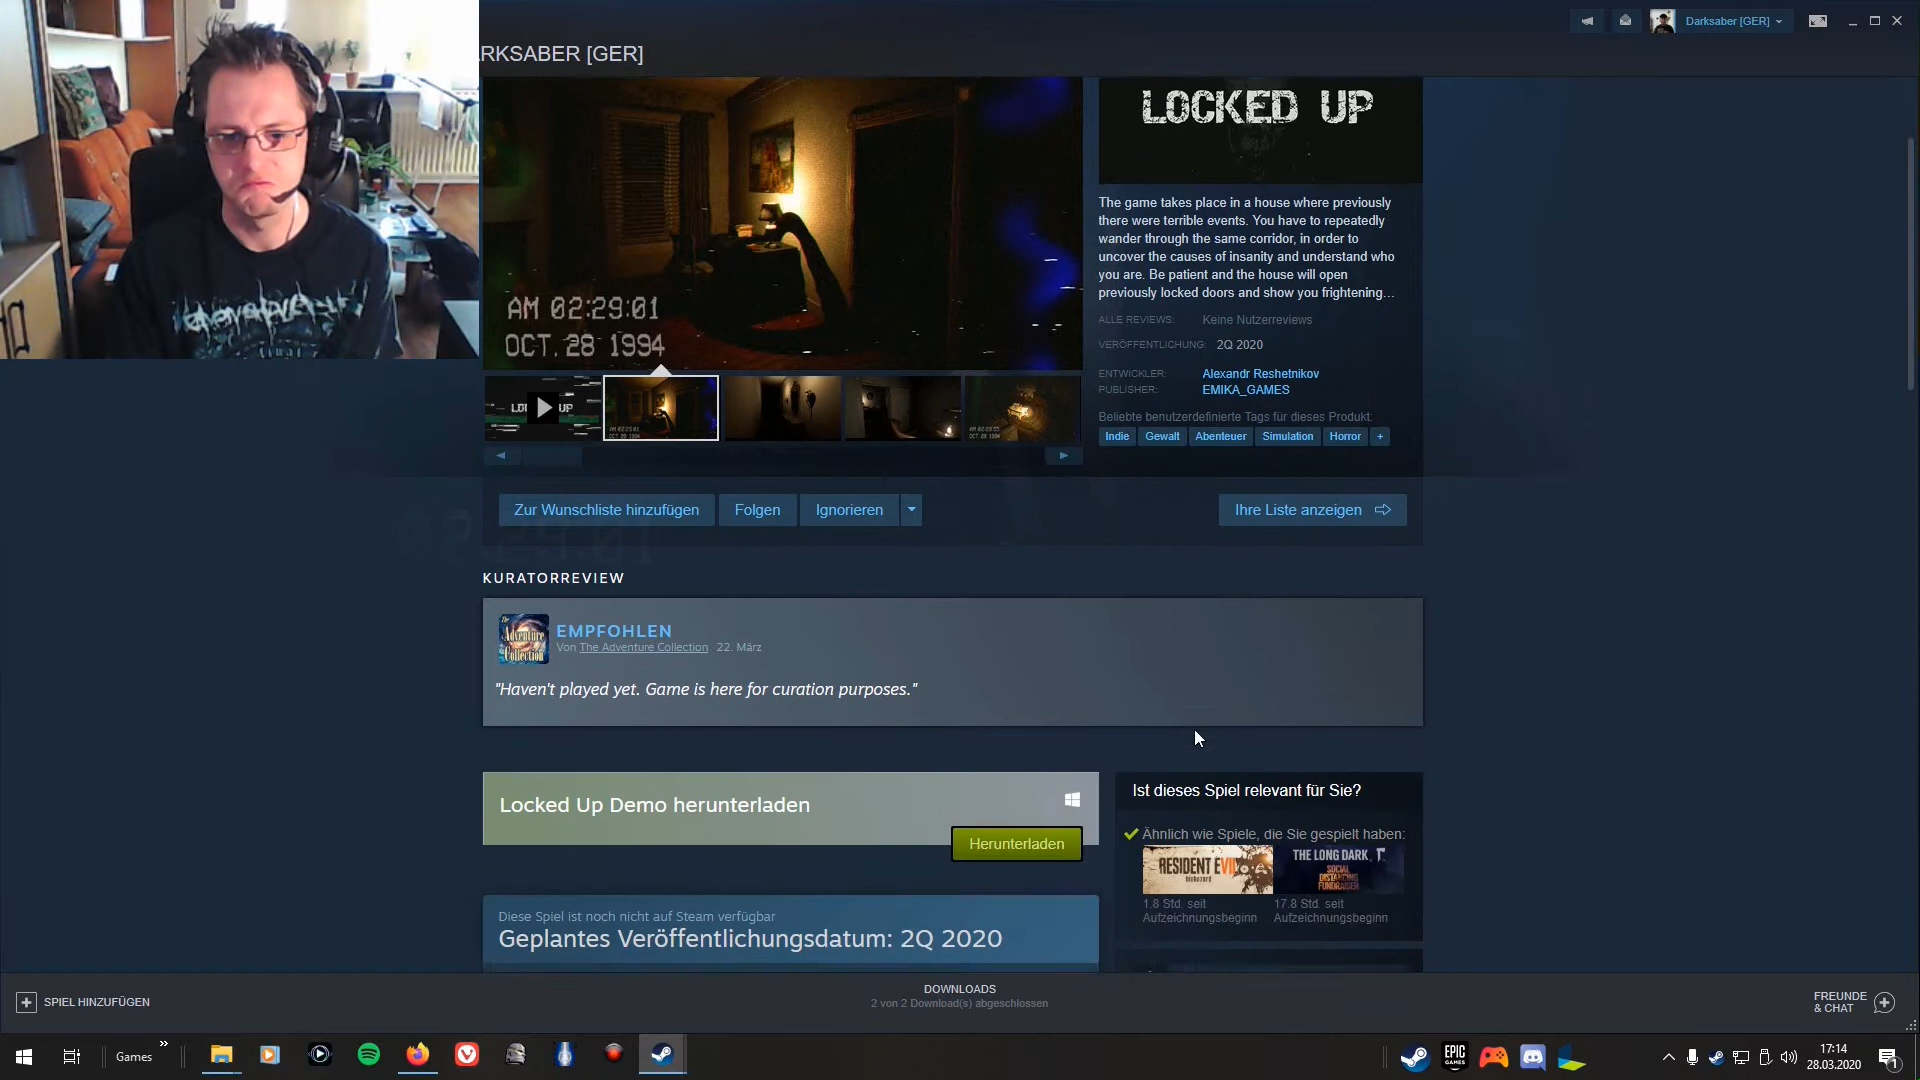 Darksaber [GER]
RKSABER [GER]
LOCKED UP
The game takes place in a house where previously
there were terrible events. You have to repeatedly
wander through the same corridor, in order to
uncover the causes of insanity and understand who
you are. Be patient and the house will open
previously locked doors and show you frightening...
AM 02:29:01
OCT. 28 1994
ALLE REVIEWS: Keine Nutzerreviews
VERÖFFENTLICHUNG: 2Q 2020
ENTWICKLER: Alexandr Reshetnikov
PUBLISHER: EMIKA_GAMES
Beliebte benutzerdefinierte Tags für dieses Produkt:
Indie Gewalt Abenteuer Simulation Horror +
Zur Wunschliste hinzufügen Folgen Ignorieren Ihre Liste anzeigen
KURATORREVIEW
The Adventure Collection
EMPFOHLEN
Von The Adventure Collection 22. März
"Haven't played yet. Game is here for curation purposes."
Locked Up Demo herunterladen
Herunterladen
Ist dieses Spiel relevant für Sie?
Ähnlich wie Spiele, die Sie gespielt haben:
RESIDENT EVIL
biohazard
THE LONG DARK
SOCIAL
DISTANCING
FUNDRAISER
1.8 Std. seit
Aufzeichnungsbeginn
17.8 Std. seit
Aufzeichnungsbeginn
Diese Spiel ist noch nicht auf Steam verfügbar
Geplantes Veröffentlichungsdatum: 2Q 2020
SPIEL HINZUFÜGEN
DOWNLOADS
2 von 2 Download(s) abgeschlossen
FREUNDE
& CHAT
Games
EPIC
GAMES
17:14
28.03.2020
1